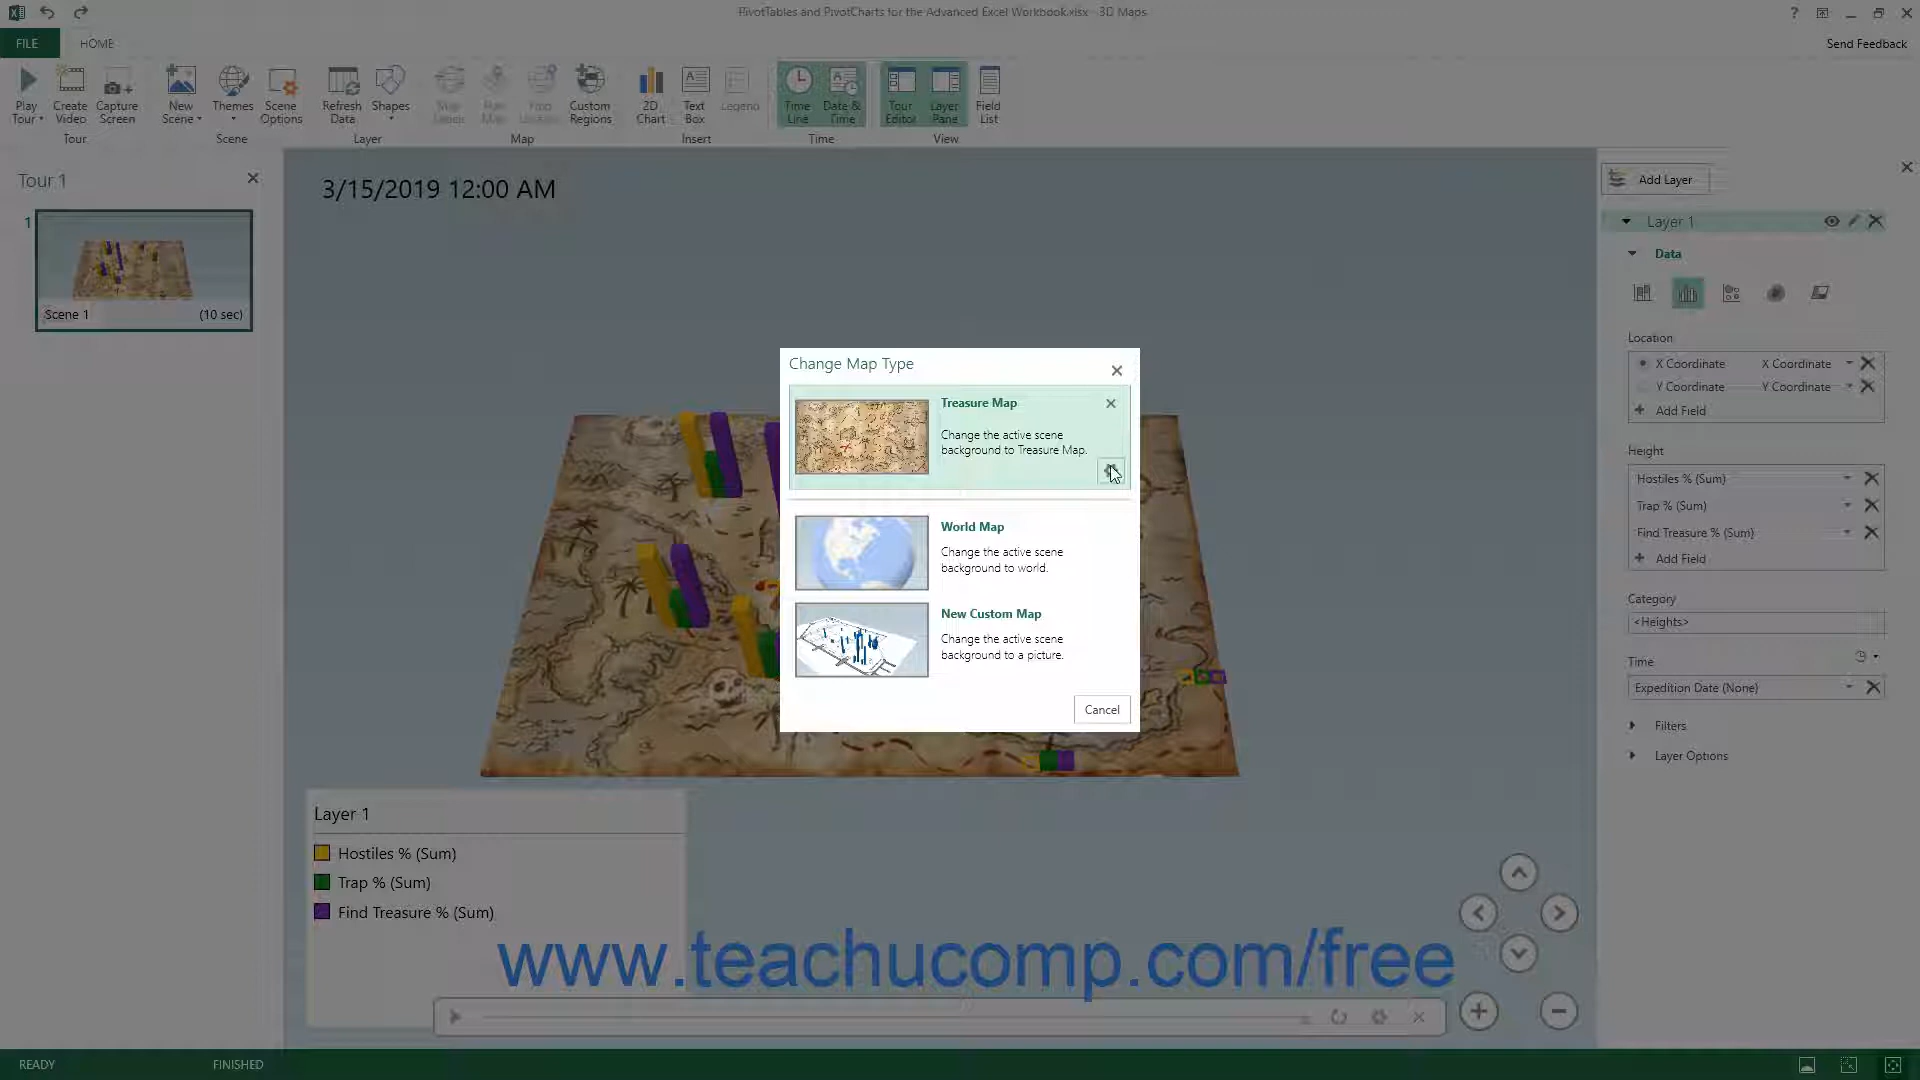 PivotTables and PivotCharts for the Advanced Excel Workbook.xlsx - 3D Maps
?
FILE
HOME
Send Feedback
Play Tour
Create Video
Capture Screen
New Scene
Themes
Scene Options
Refresh Data
Shapes
Custom Regions
2D Chart
Text Box
Legend
Time Line
Date & Time
Tour Editor
Layer Pane
Field List
Tour
Scene
Layer
Map
Insert
Time
View
Tour 1
1
Scene 1
(10 sec)
3/15/2019 12:00 AM
Change Map Type
Treasure Map
Change the active scene
background to Treasure Map.
World Map
Change the active scene
background to world.
New Custom Map
Change the active scene
background to a picture.
Cancel
Layer 1
Hostiles % (Sum)
Trap % (Sum)
Find Treasure % (Sum)
www.teachucomp.com/free
Add Layer
Layer 1
Data
Location
X Coordinate X Coordinate
Y Coordinate Y Coordinate
Add Field
Height
Hostiles % (Sum)
Trap % (Sum)
Find Treasure % (Sum)
Add Field
Category
<Heights>
Time
Expedition Date (None)
Filters
Layer Options
READY
FINISHED